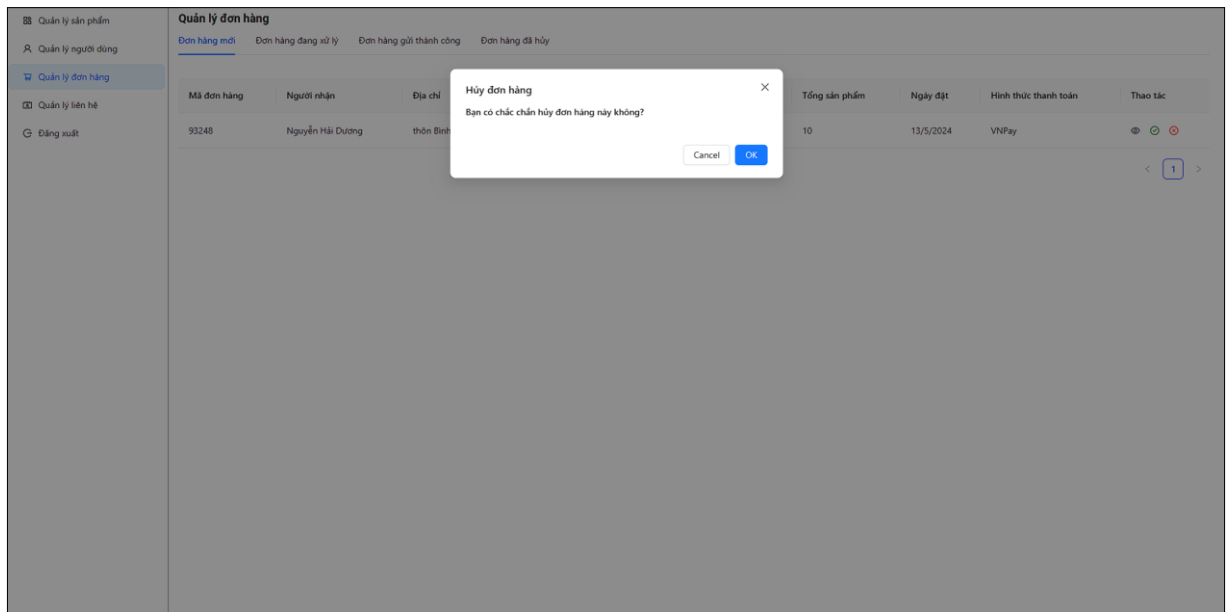 Quản lý sản phẩm
Quản lý người dùng
Quản lý đơn hàng
Quản lý liên hệ
Đăng xuất
Quản lý đơn hàng
Đơn hàng mới Đơn hàng đang xử lý Đơn hàng gửi thành công Đơn hàng đã hủy
Hủy đơn hàng
Bạn có chắc chắn hủy đơn hàng này không?
Cancel OK
Mã đơn hàng Người nhận Địa chỉ Tổng sản phẩm Ngày đặt Hình thức thanh toán Thao tác
93248 Nguyễn Hải Dương thôn Bình 10 13/5/2024 VNPay
1